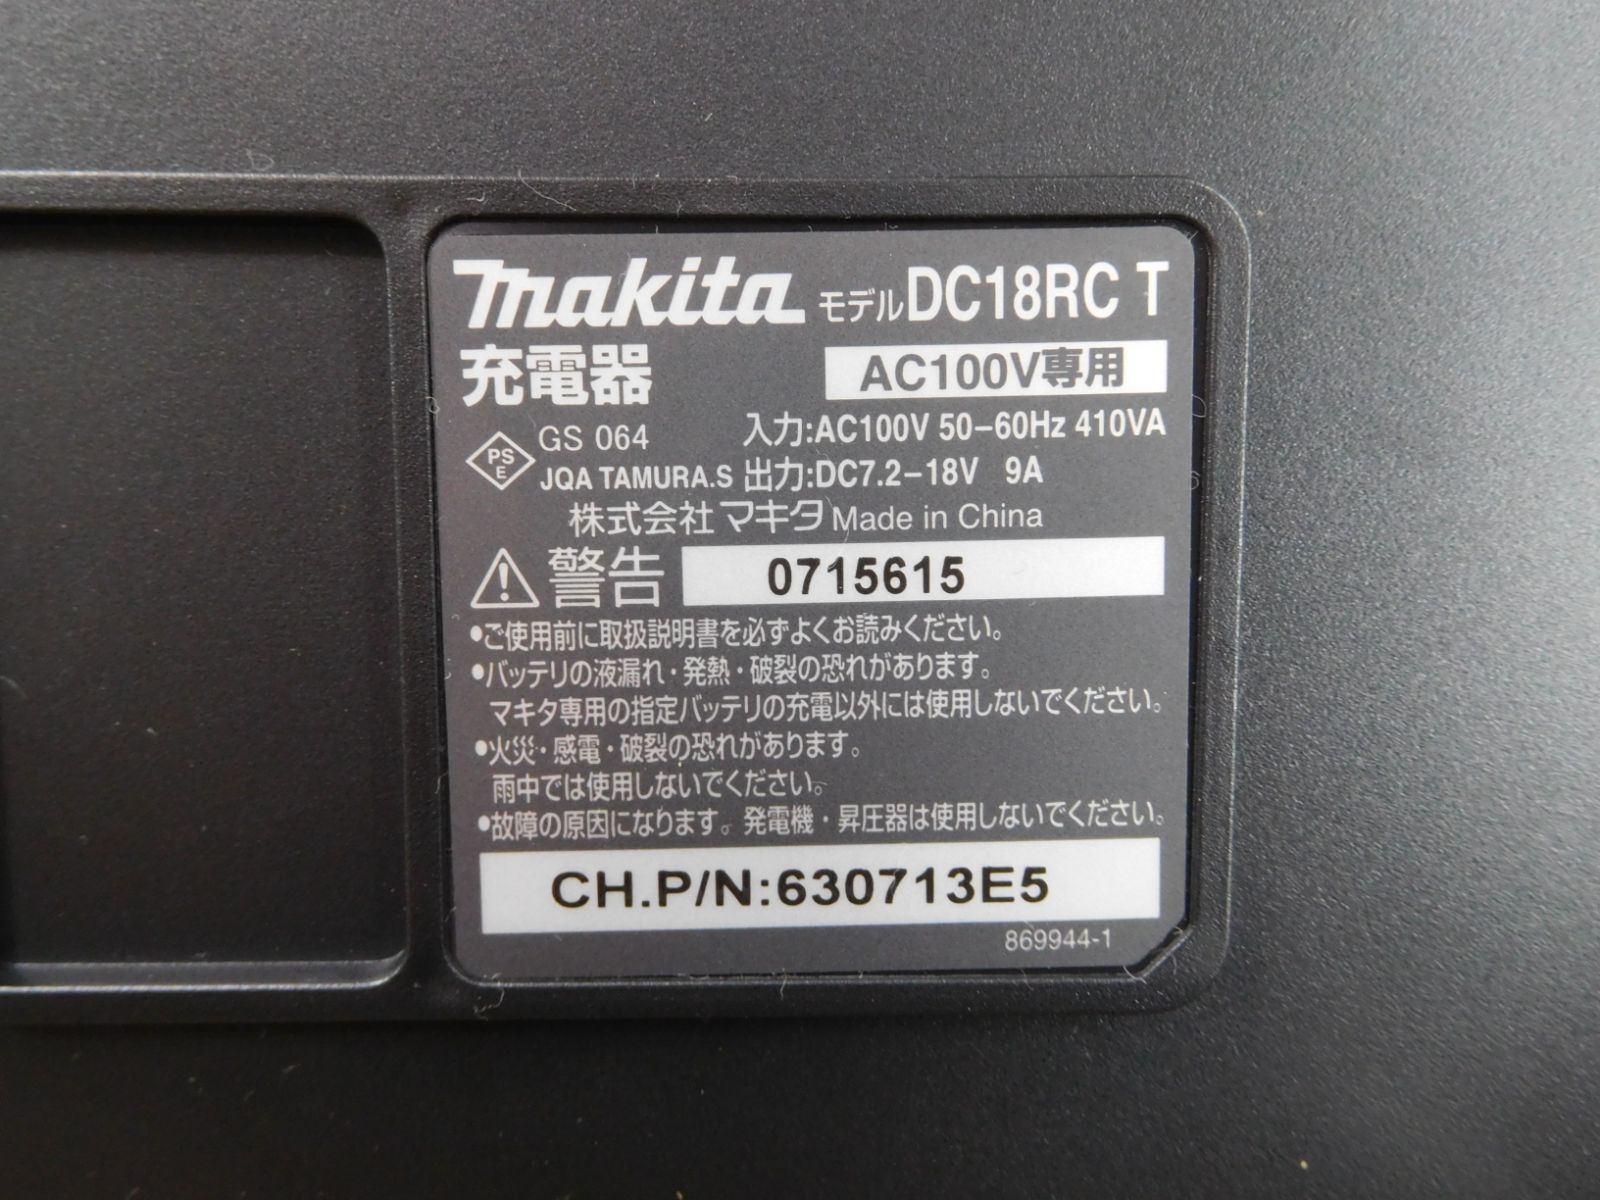 makita モデル DC18RC T
充電器 AC100V専用
PS E GS 064 入力:AC100V 50-60Hz 410VA
JQA TAMURA.S 出力:DC7.2-18V 9A
株式会社マキタ Made in China
警告 0715615
•ご使用前に取扱説明書を必ずよくお読みください。
•バッテリの液漏れ・発熱・破裂の恐れがあります。
マキタ専用の指定バッテリの充電以外には使用しないでください。
•火災・感電・破裂の恐れがあります。
雨中では使用しないでください。
•故障の原因になります。発電機・昇圧器は使用しないでください。
CH.P/N:630713E5
869944-1